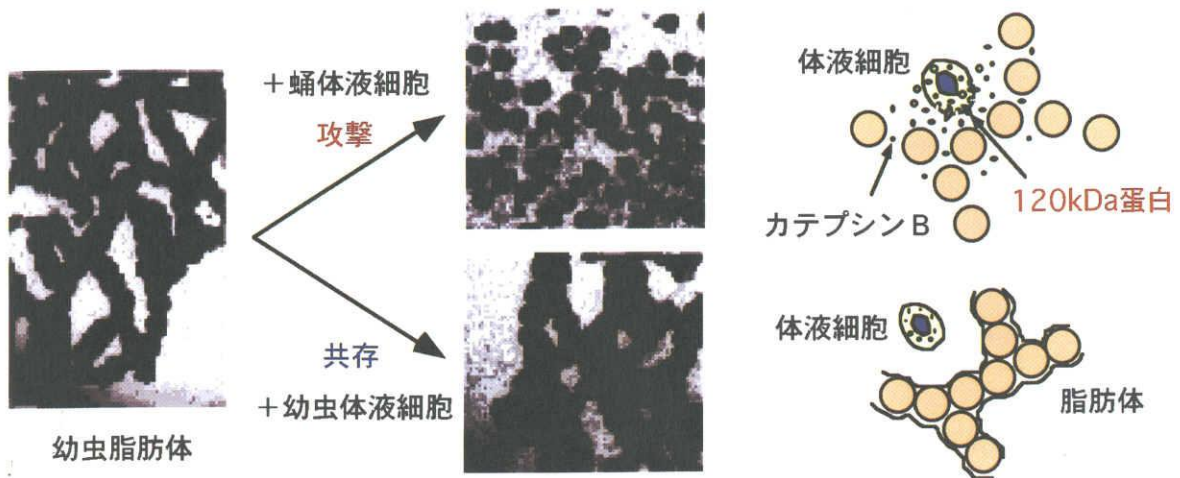 +蛹体液細胞
攻撃
共存
+幼虫体液細胞
幼虫脂肪体
体液細胞
カテプシンB
120kDa蛋白
体液細胞
脂肪体